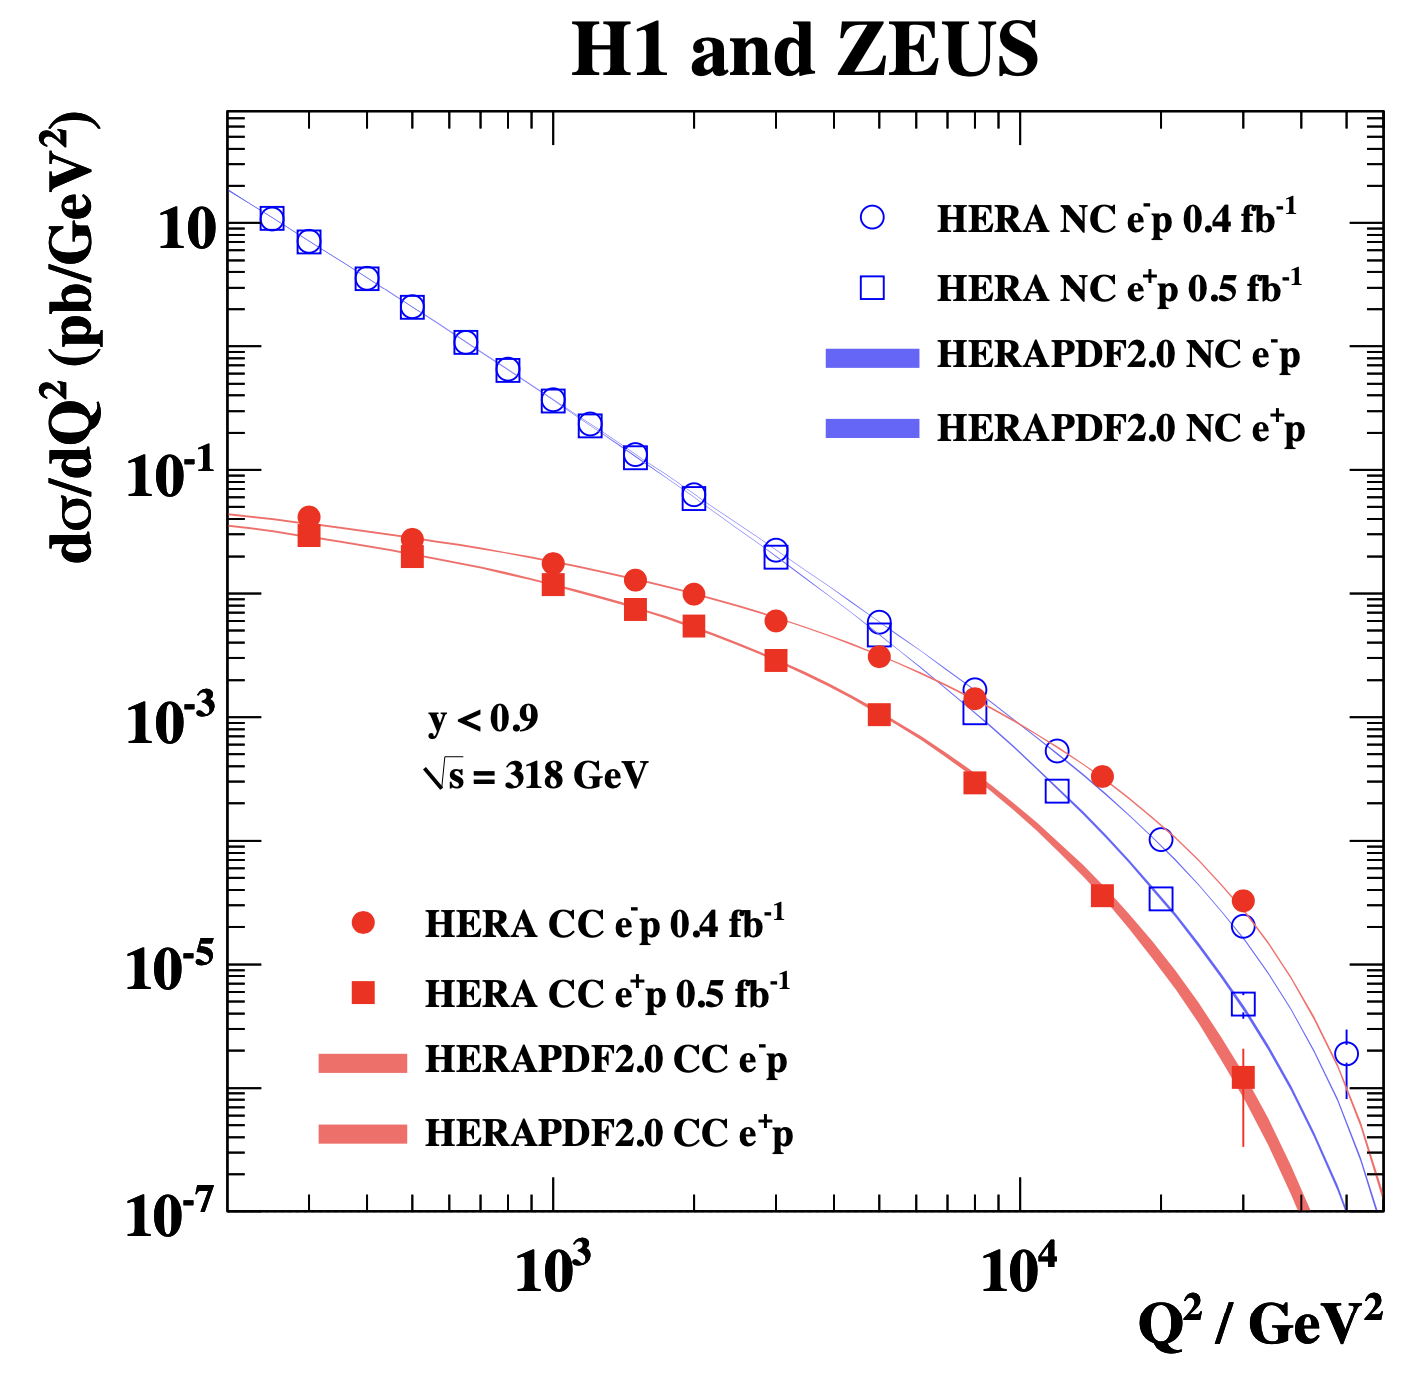 H1 and ZEUS
dσ/dQ² (pb/GeV²)
10
10⁻¹
10⁻³
10⁻⁵
10⁻⁷
HERA NC e⁻p 0.4 fb⁻¹
HERA NC e⁺p 0.5 fb⁻¹
HERAPDF2.0 NC e⁻p
HERAPDF2.0 NC e⁺p
y < 0.9
√s = 318 GeV
HERA CC e⁻p 0.4 fb⁻¹
HERA CC e⁺p 0.5 fb⁻¹
HERAPDF2.0 CC e⁻p
HERAPDF2.0 CC e⁺p
10³ 10⁴
Q² / GeV²